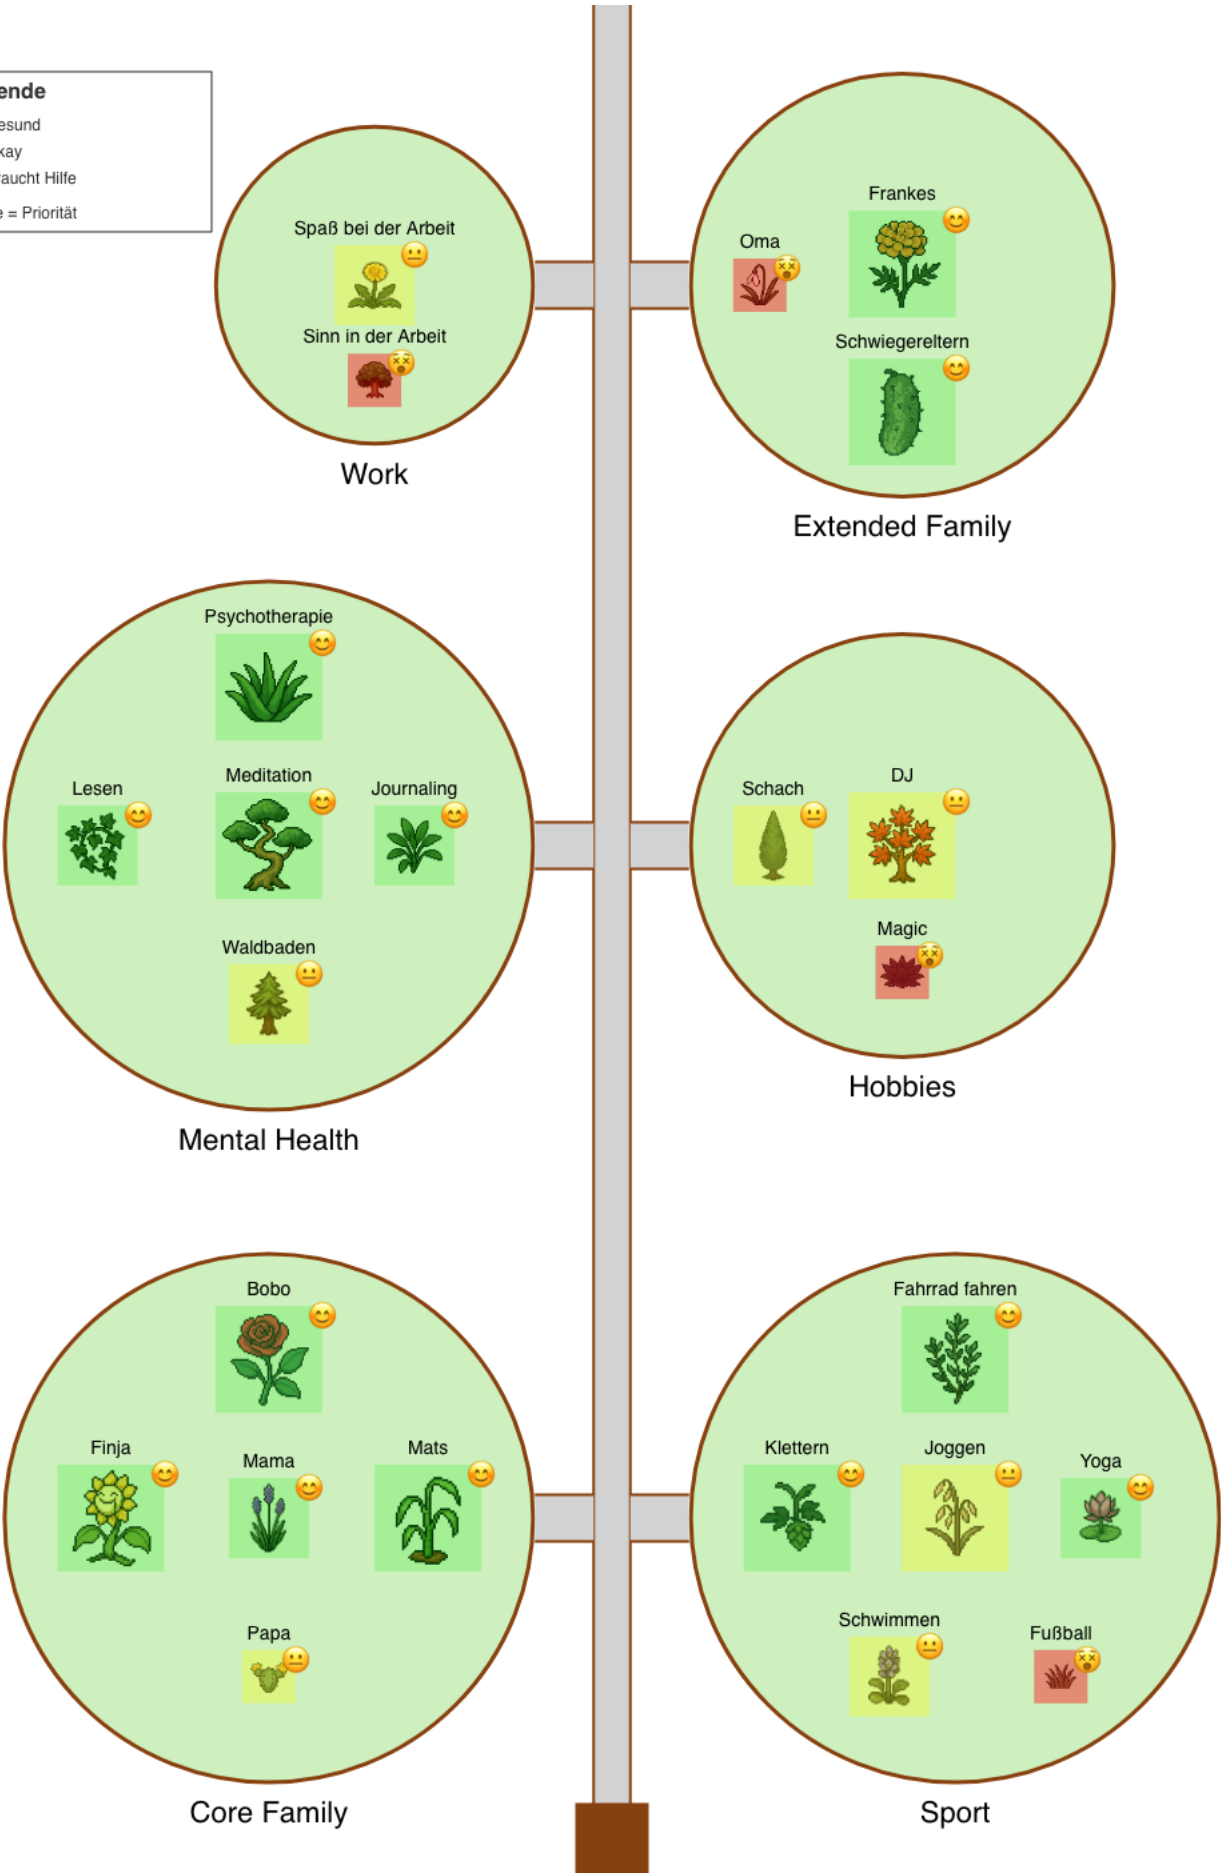 ende
esund
kay
raucht Hilfe
e = Priorität
Spaß bei der Arbeit
Sinn in der Arbeit
Work
Frankes
Oma
Schwiegereltern
Extended Family
Psychotherapie
Lesen
Meditation
Journaling
Waldbaden
Mental Health
Schach
DJ
Magic
Hobbies
Bobo
Finja
Mama
Mats
Papa
Core Family
Fahrrad fahren
Klettern
Joggen
Yoga
Schwimmen
Fußball
Sport